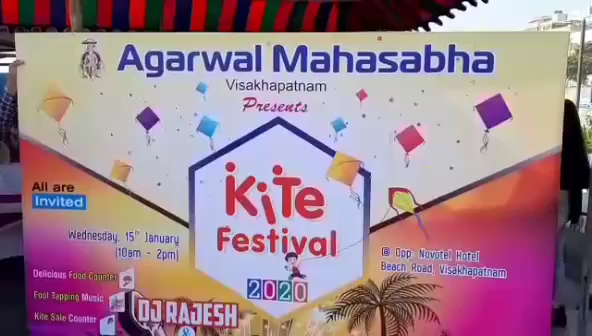 Agarwal Mahasabha
Visakhapatnam
Presents
All are
Invited
Kite
Festival
2020
Wednesday, 15th January
(10am - 2pm)
@ Opp. Novotel Hotel
Beach Road, Visakhapatnam
Delicious Food Counter
Foot Tapping Music
Kite Sale Counter
DJ RAJESH